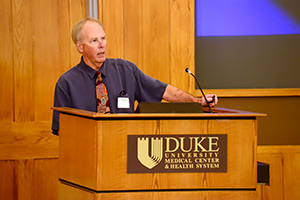 DUKE
UNIVERSITY
MEDICAL CENTER
& HEALTH SYSTEM